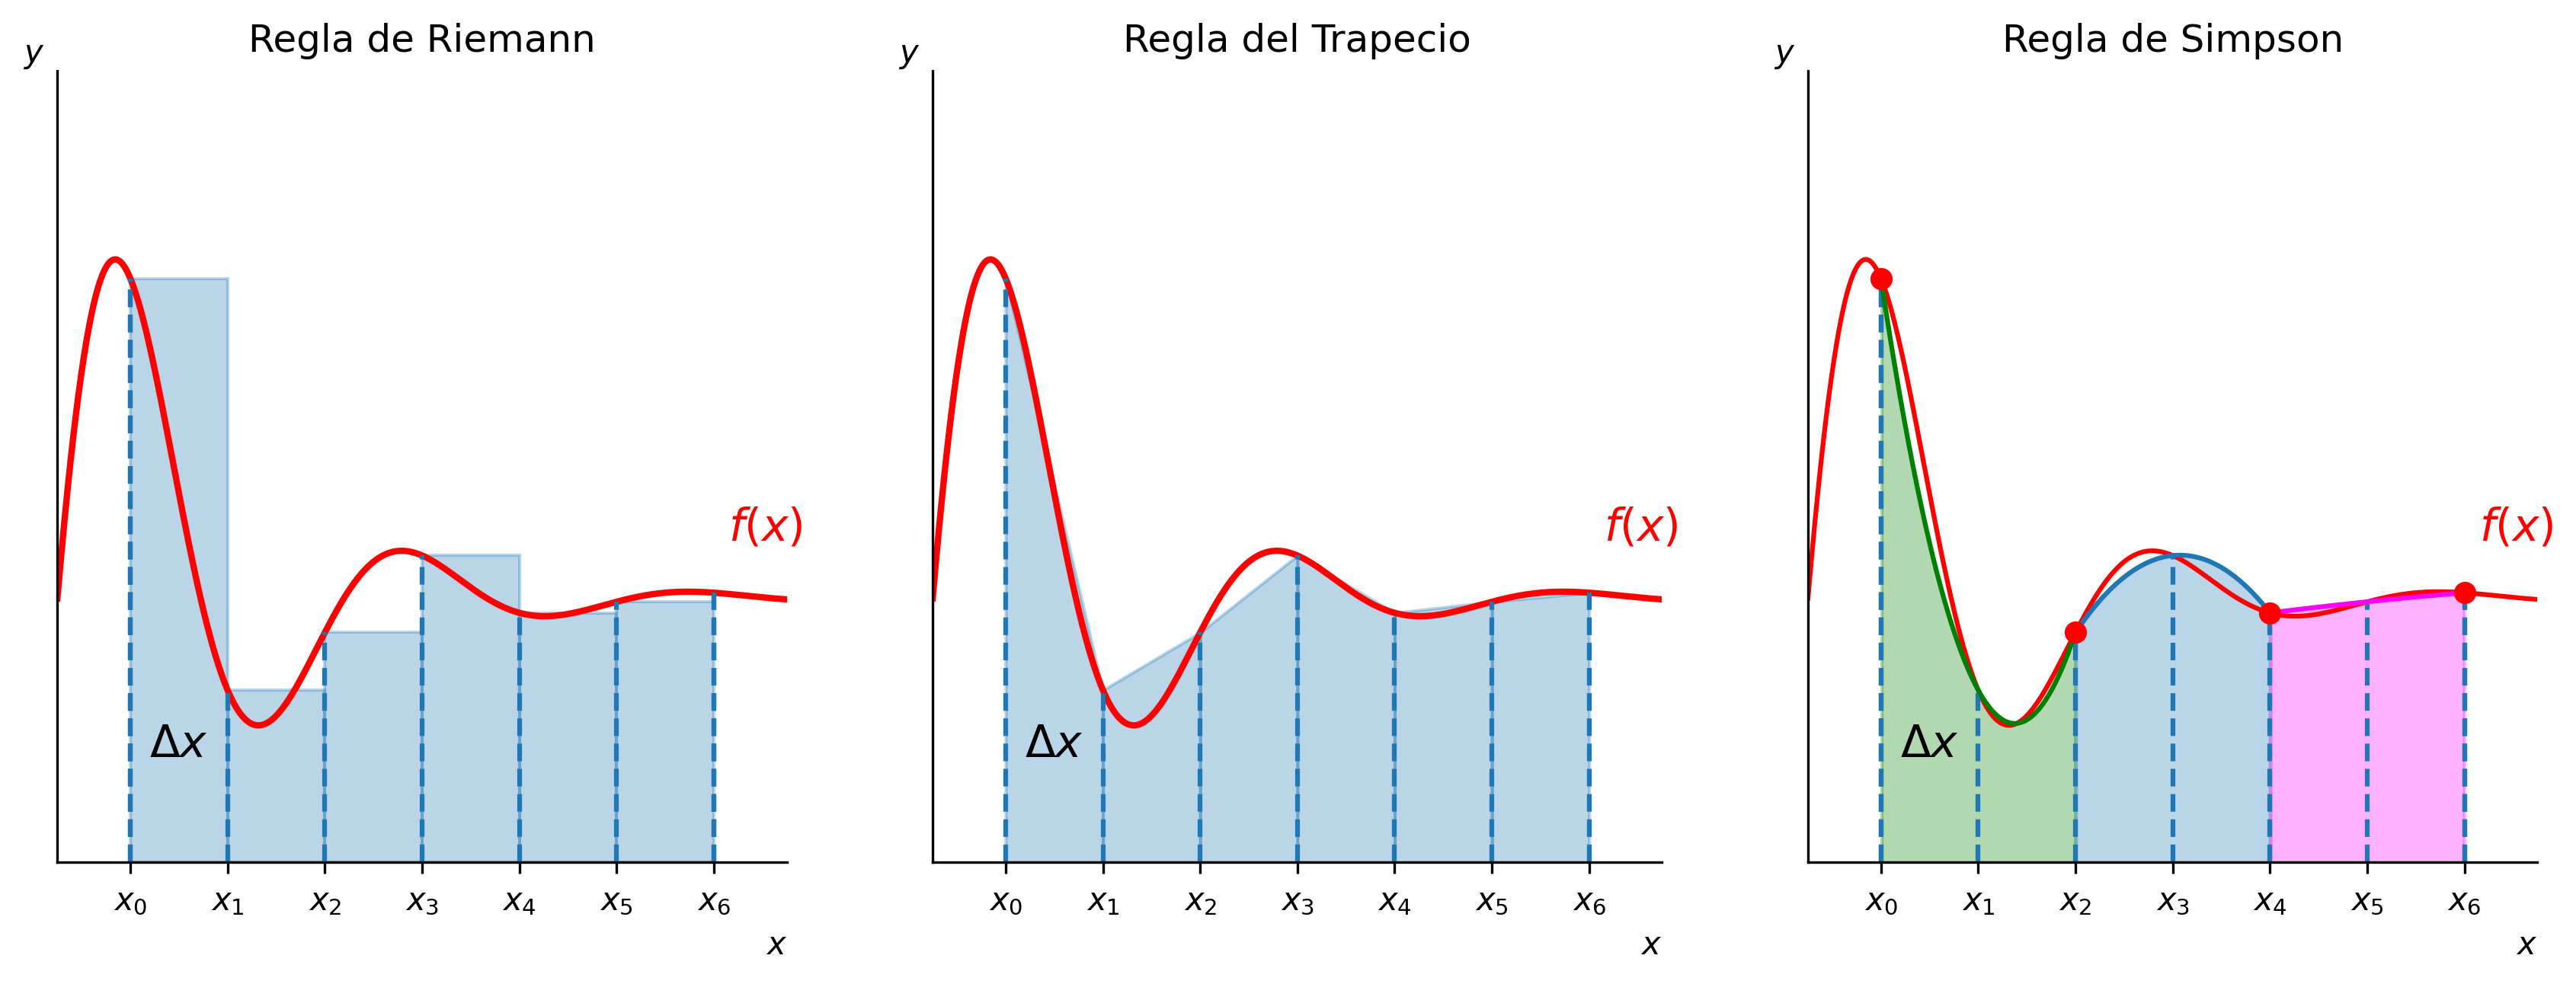 Regla de Riemann
y
f(x)
Δx
x₀ x₁ x₂ x₃ x₄ x₅ x₆
x
Regla del Trapecio
y
f(x)
Δx
x₀ x₁ x₂ x₃ x₄ x₅ x₆
x
Regla de Simpson
y
f(x)
Δx
x₀ x₁ x₂ x₃ x₄ x₅ x₆
x